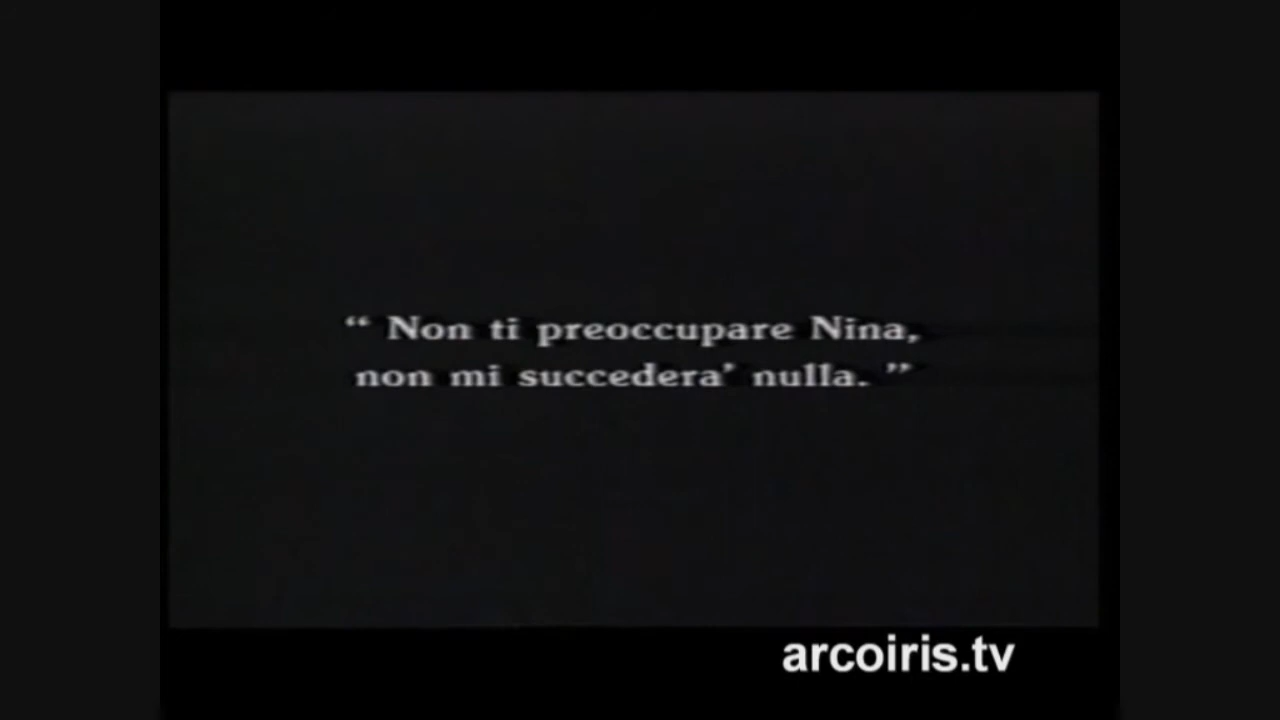 “ Non ti preoccupare Nina,
non mi succedera’ nulla. ”
arcoiris.tv